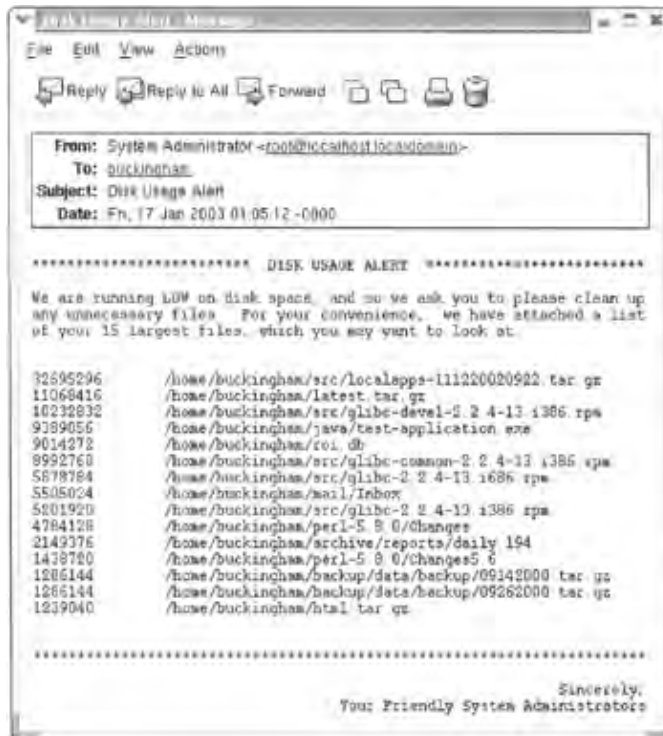 Disk Usage Alert - Message
File Edit View Actions
Reply Reply to All Forward
From: System Administrator <root@localhost.localdomain>
To: buckingham
Subject: Disk Usage Alert
Date: Fri, 17 Jan 2003 01:05:12 -0800
************************* DISK USAGE ALERT *************************
We are running LOW on disk space, and so we ask you to please clean up
any unnecessary files. For your convenience, we have attached a list
of your 15 largest files, which you may want to look at.
32695296 /home/buckingham/src/localapps-111220020922.tar.gz
11068416 /home/buckingham/latest.tar.gz
10232832 /home/buckingham/src/glibc-devel-2.2.4-13.i386.rpm
9389056 /home/buckingham/java/test-application.exe
9014272 /home/buckingham/roi.db
8992768 /home/buckingham/src/glibc-common-2.2.4-13.i386.rpm
5878784 /home/buckingham/src/glibc-2.2.4-13.i686.rpm
5505024 /home/buckingham/mail/Inbox
5201920 /home/buckingham/src/glibc-2.2.4-13.i386.rpm
4784128 /home/buckingham/perl-5.8.0/Changes
2149376 /home/buckingham/archive/reports/daily.194
1438720 /home/buckingham/perl-5.8.0/Changes5.6
1286144 /home/buckingham/backup/data/backup/09142000.tar.gz
1286144 /home/buckingham/backup/data/backup/09262000.tar.gz
1239040 /home/buckingham/html.tar.gz
**********************************************************************
Sincerely,
Your Friendly System Administrators